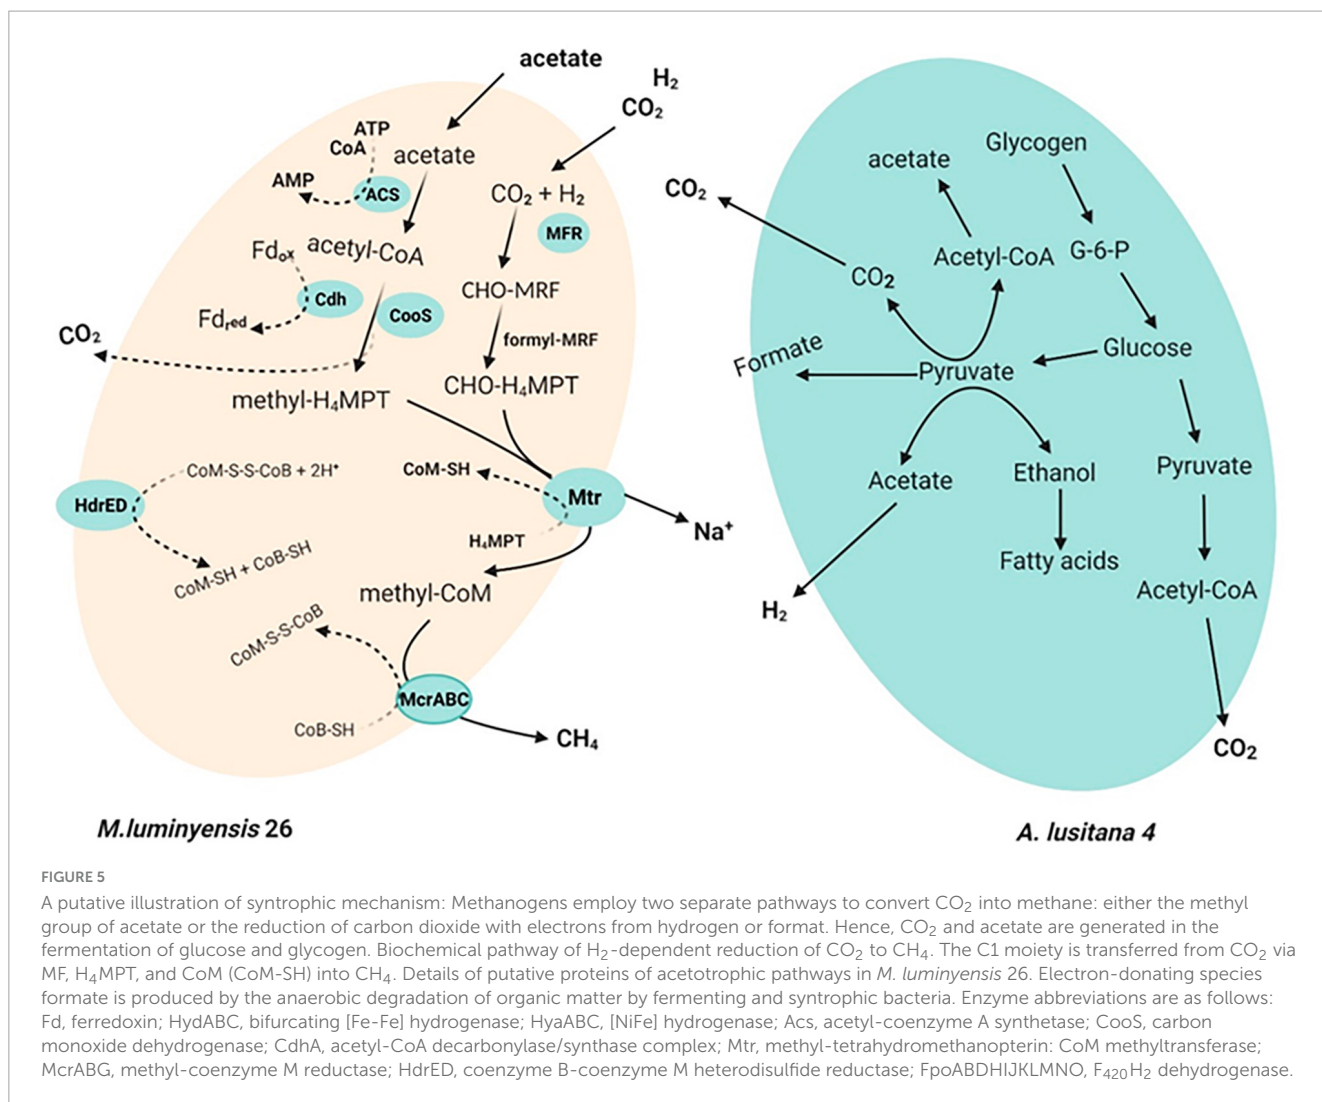 acetate
H₂
CO₂
ATP
CoA
acetate
AMP
ACS
CO₂ + H₂
MFR
Fdox
acetyl-CoA
Cdh
CooS
Fdred
CHO-MRF
formyl-MRF
CO₂
methyl-H₄MPT
CHO-H₄MPT
CoM-S-S-CoB + 2H⁺
CoM-SH
HdrED
Mtr
Na⁺
H₄MPT
CoM-SH + CoB-SH
methyl-CoM
CoM-S-S-CoB
McrABC
CoB-SH
CH₄
M.luminyensis 26
Glycogen
acetate
CO₂
Acetyl-CoA
G-6-P
CO₂
Glucose
Formate
Pyruvate
Acetate
Ethanol
Pyruvate
Fatty acids
Acetyl-CoA
H₂
CO₂
A. lusitana 4
FIGURE 5
A putative illustration of syntrophic mechanism: Methanogens employ two separate pathways to convert CO₂ into methane: either the methyl
group of acetate or the reduction of carbon dioxide with electrons from hydrogen or format. Hence, CO₂ and acetate are generated in the
fermentation of glucose and glycogen. Biochemical pathway of H₂-dependent reduction of CO₂ to CH₄. The C1 moiety is transferred from CO₂ via
MF, H₄MPT, and CoM (CoM-SH) into CH₄. Details of putative proteins of acetotrophic pathways in M. luminyensis 26. Electron-donating species
formate is produced by the anaerobic degradation of organic matter by fermenting and syntrophic bacteria. Enzyme abbreviations are as follows:
Fd, ferredoxin; HydABC, bifurcating [Fe-Fe] hydrogenase; HyaABC, [NiFe] hydrogenase; Acs, acetyl-coenzyme A synthetase; CooS, carbon
monoxide dehydrogenase; CdhA, acetyl-CoA decarbonylase/synthase complex; Mtr, methyl-tetrahydromethanopterin: CoM methyltransferase;
McrABG, methyl-coenzyme M reductase; HdrED, coenzyme B-coenzyme M heterodisulfide reductase; FpoABDHIJKLMNO, F₄₂₀H₂ dehydrogenase.